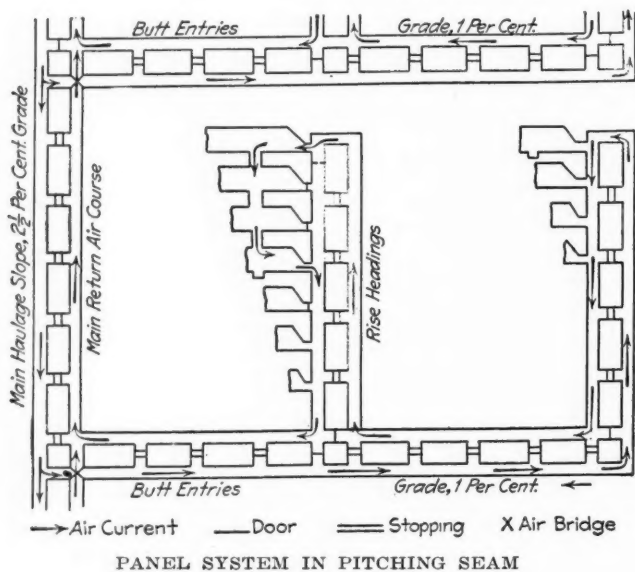 Butt Entries
Grade, 1 Per Cent.
Main Haulage Slope, 2½ Per Cent. Grade
Main Return Air Course
Rise Headings
Butt Entries
Grade, 1 Per Cent.
Air Current
Door
Stopping
X Air Bridge
PANEL SYSTEM IN PITCHING SEAM